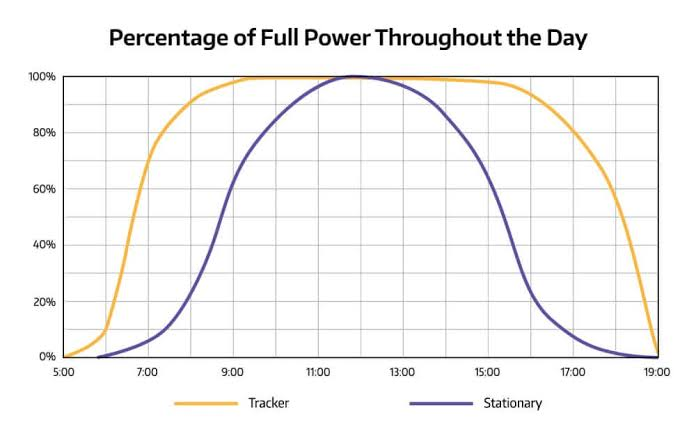 Percentage of Full Power Throughout the Day
100%
80%
60%
40%
20%
0%
5:00 7:00 9:00 11:00 13:00 15:00 17:00 19:00
Tracker Stationary